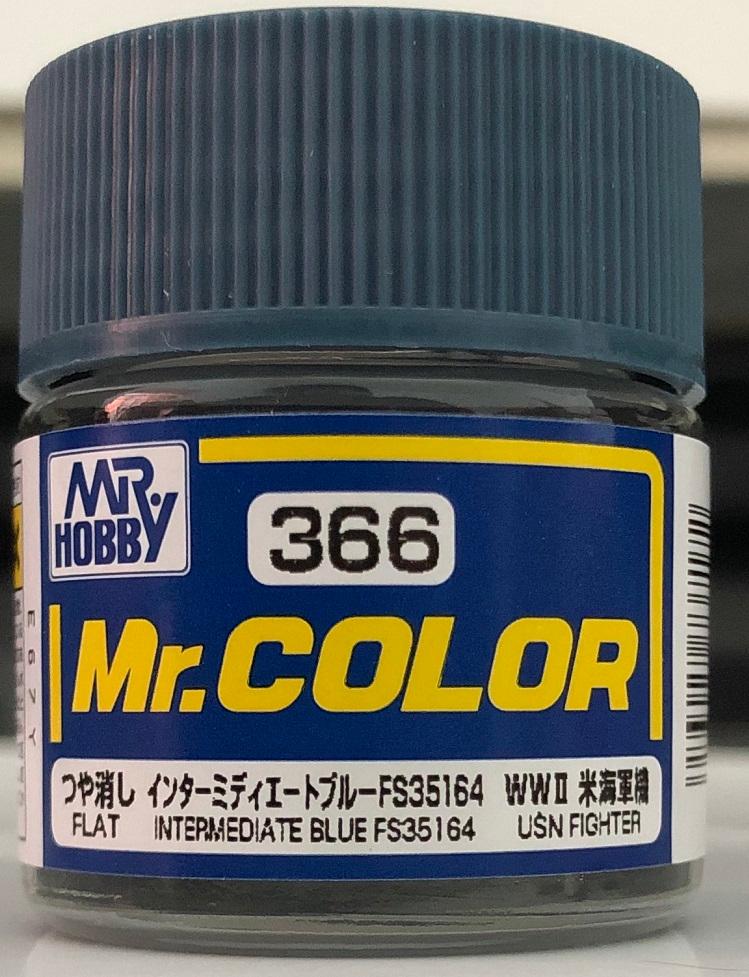 MR.
HOBBY
366
Mr.COLOR
つや消し インターミディエートブルーFS35164 WWⅡ 米海軍機
FLAT INTERMEDIATE BLUE FS35164 USN FIGHTER
E67Y